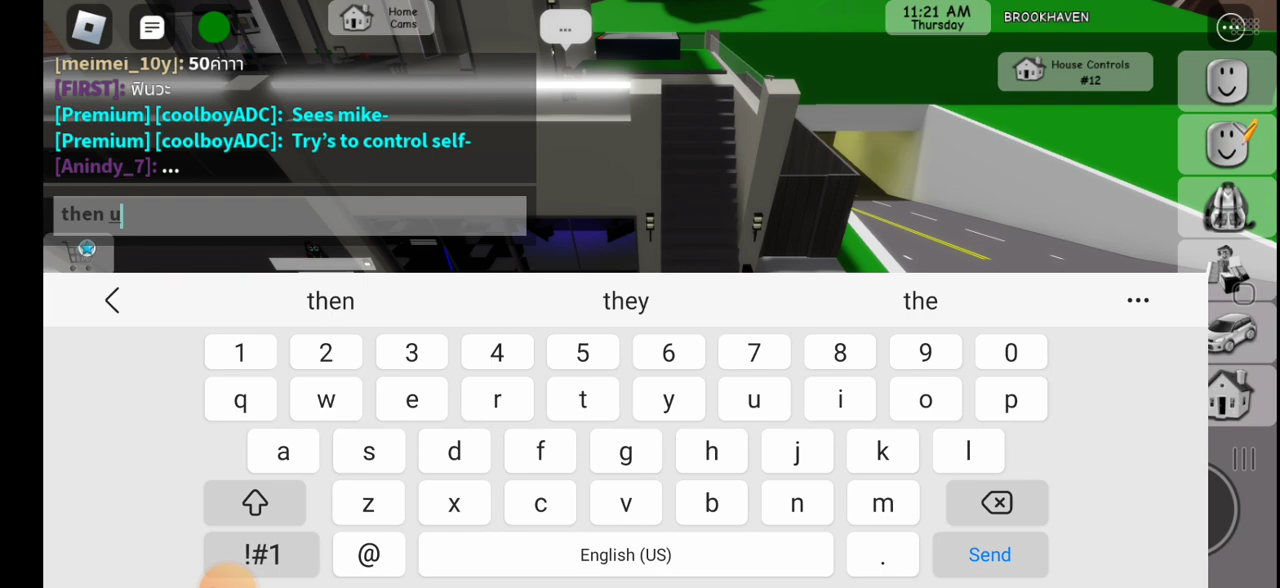 Home
Cams
...
11:21 AM
Thursday
BROOKHAVEN
House Controls
#12
[meimei_10y]: 50ค่าาา
[FIRST]: ฟินวะ
[Premium] [coolboyADC]: Sees mike-
[Premium] [coolboyADC]: Try's to control self-
[Anindy_7]: ...
then u
then they the
1 2 3 4 5 6 7 8 9 0
q w e r t y u i o p
a s d f g h j k l
z x c v b n m
!#1 @ English (US) . Send